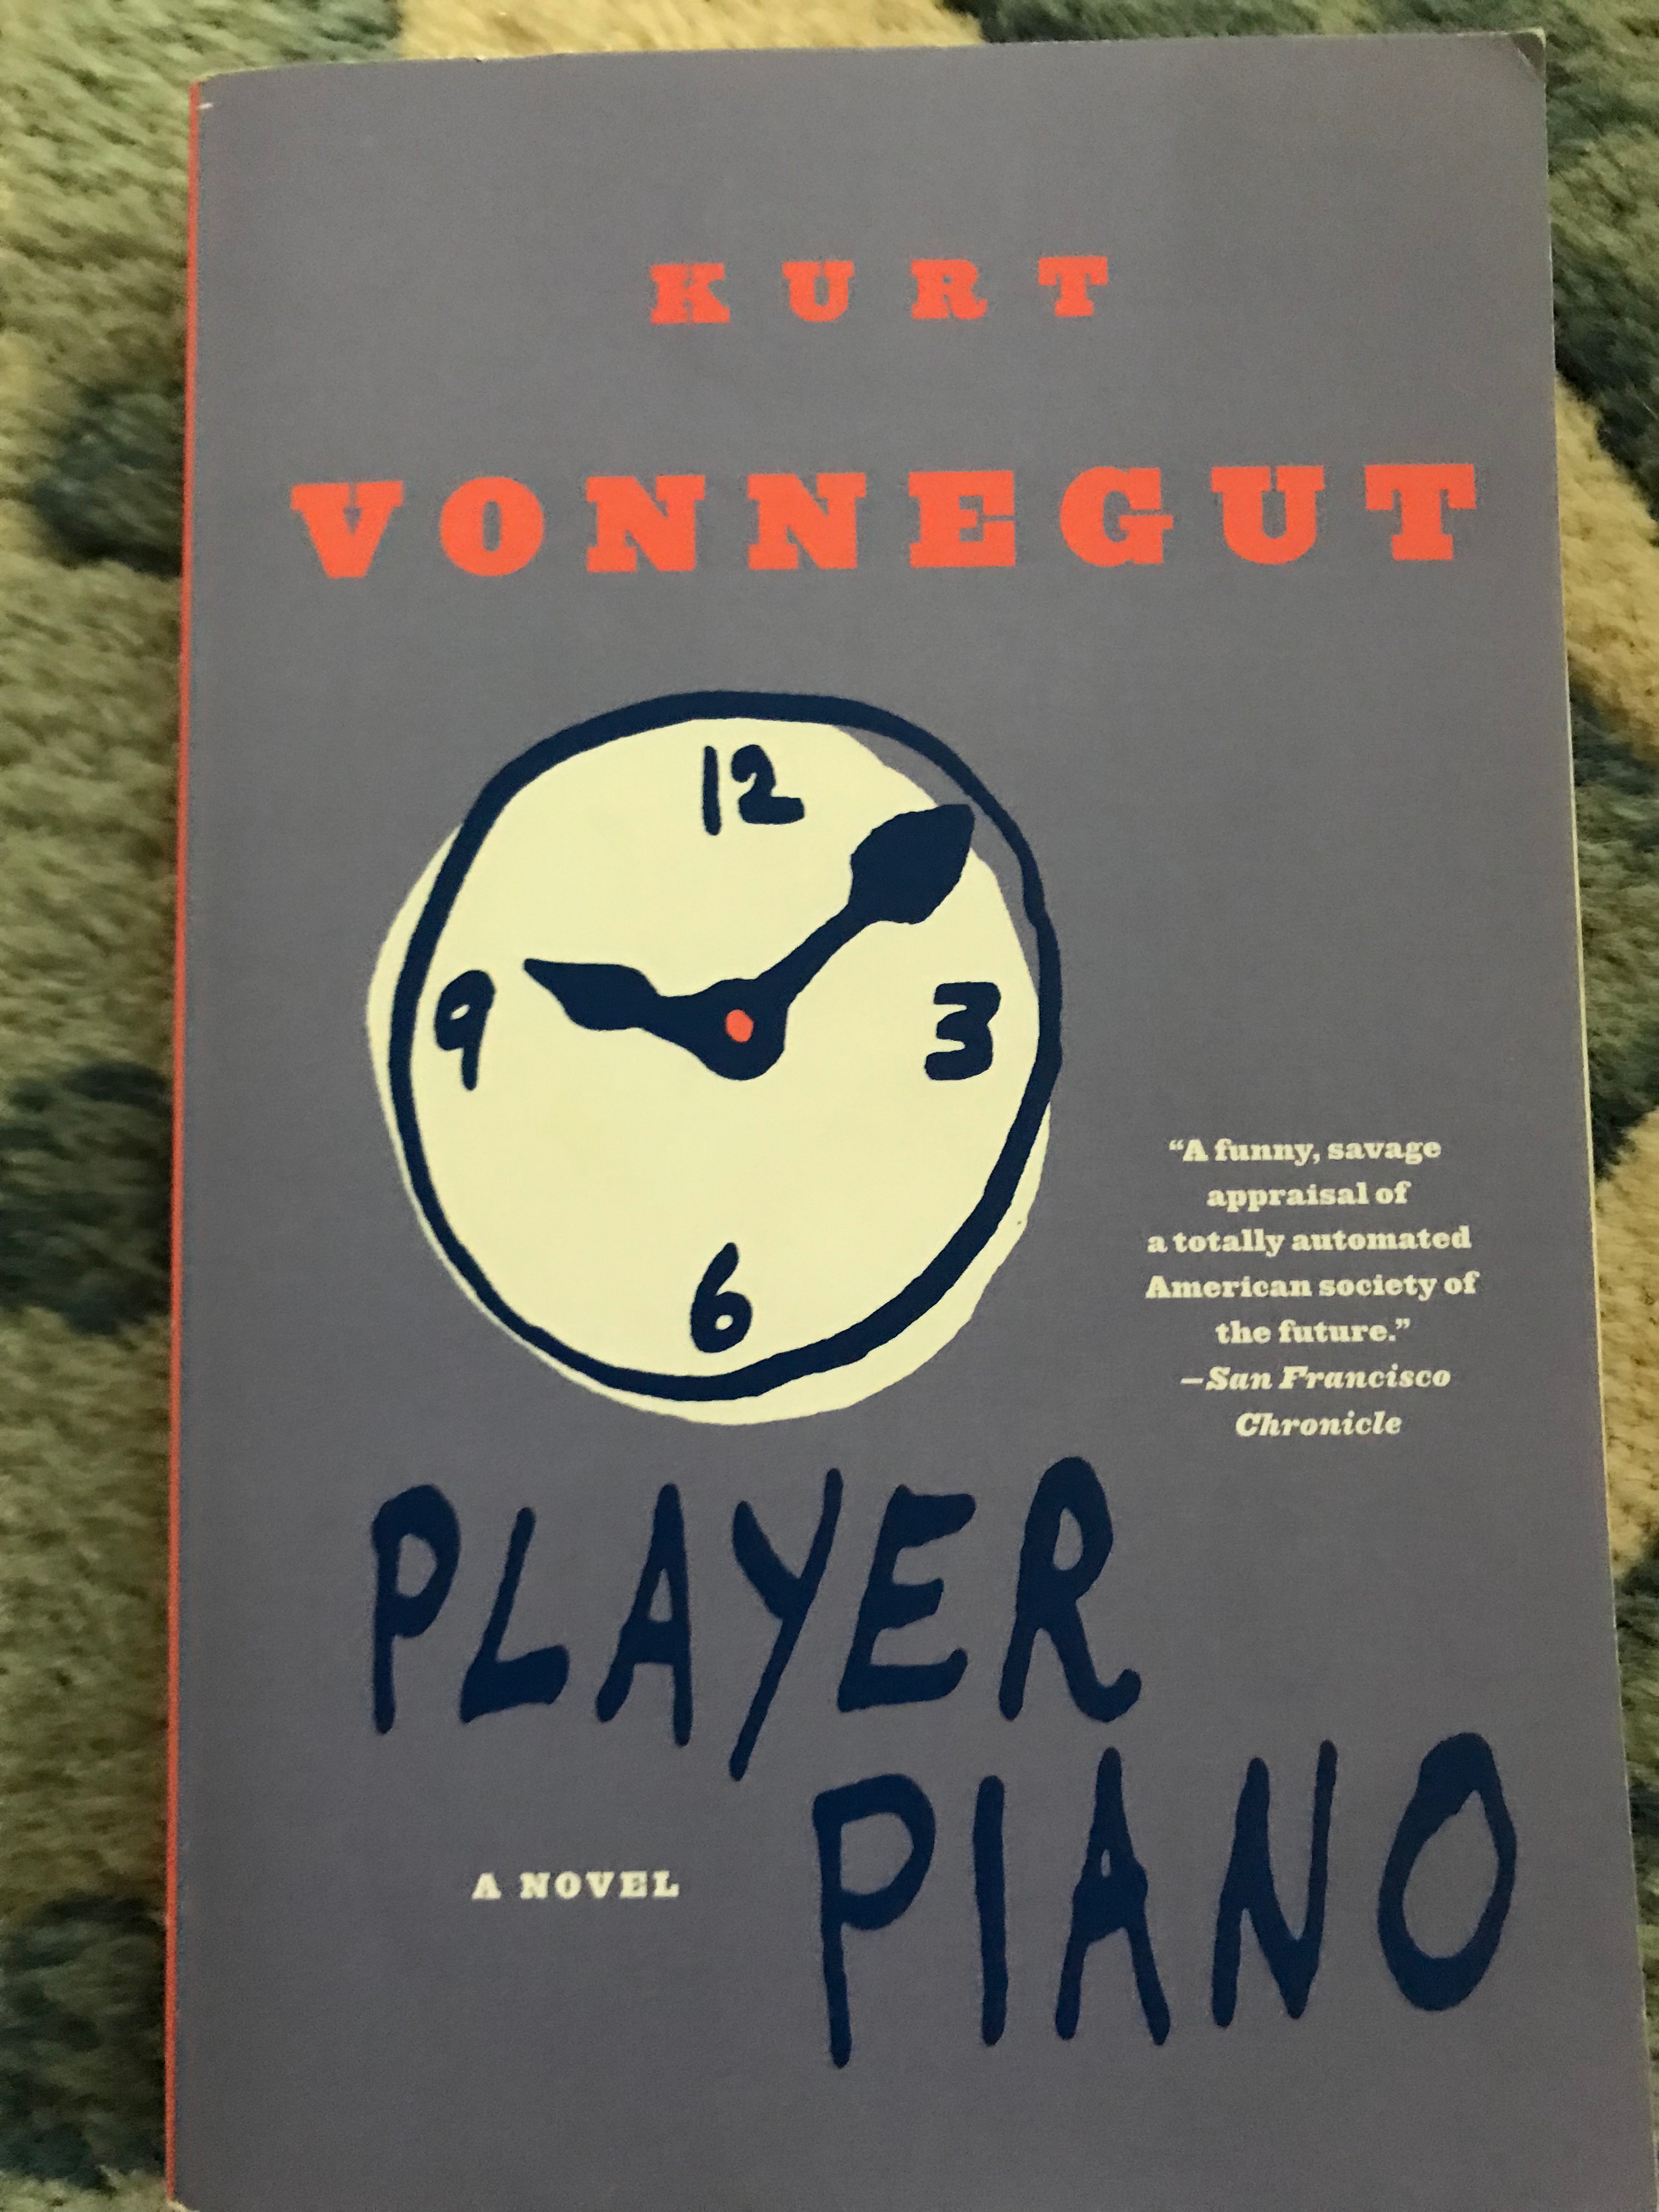 KURT
VONNEGUT
12
9
3
6
“A funny, savage
appraisal of
a totally automated
American society of
the future.”
—San Francisco
Chronicle
PLAYER
PIANO
A NOVEL